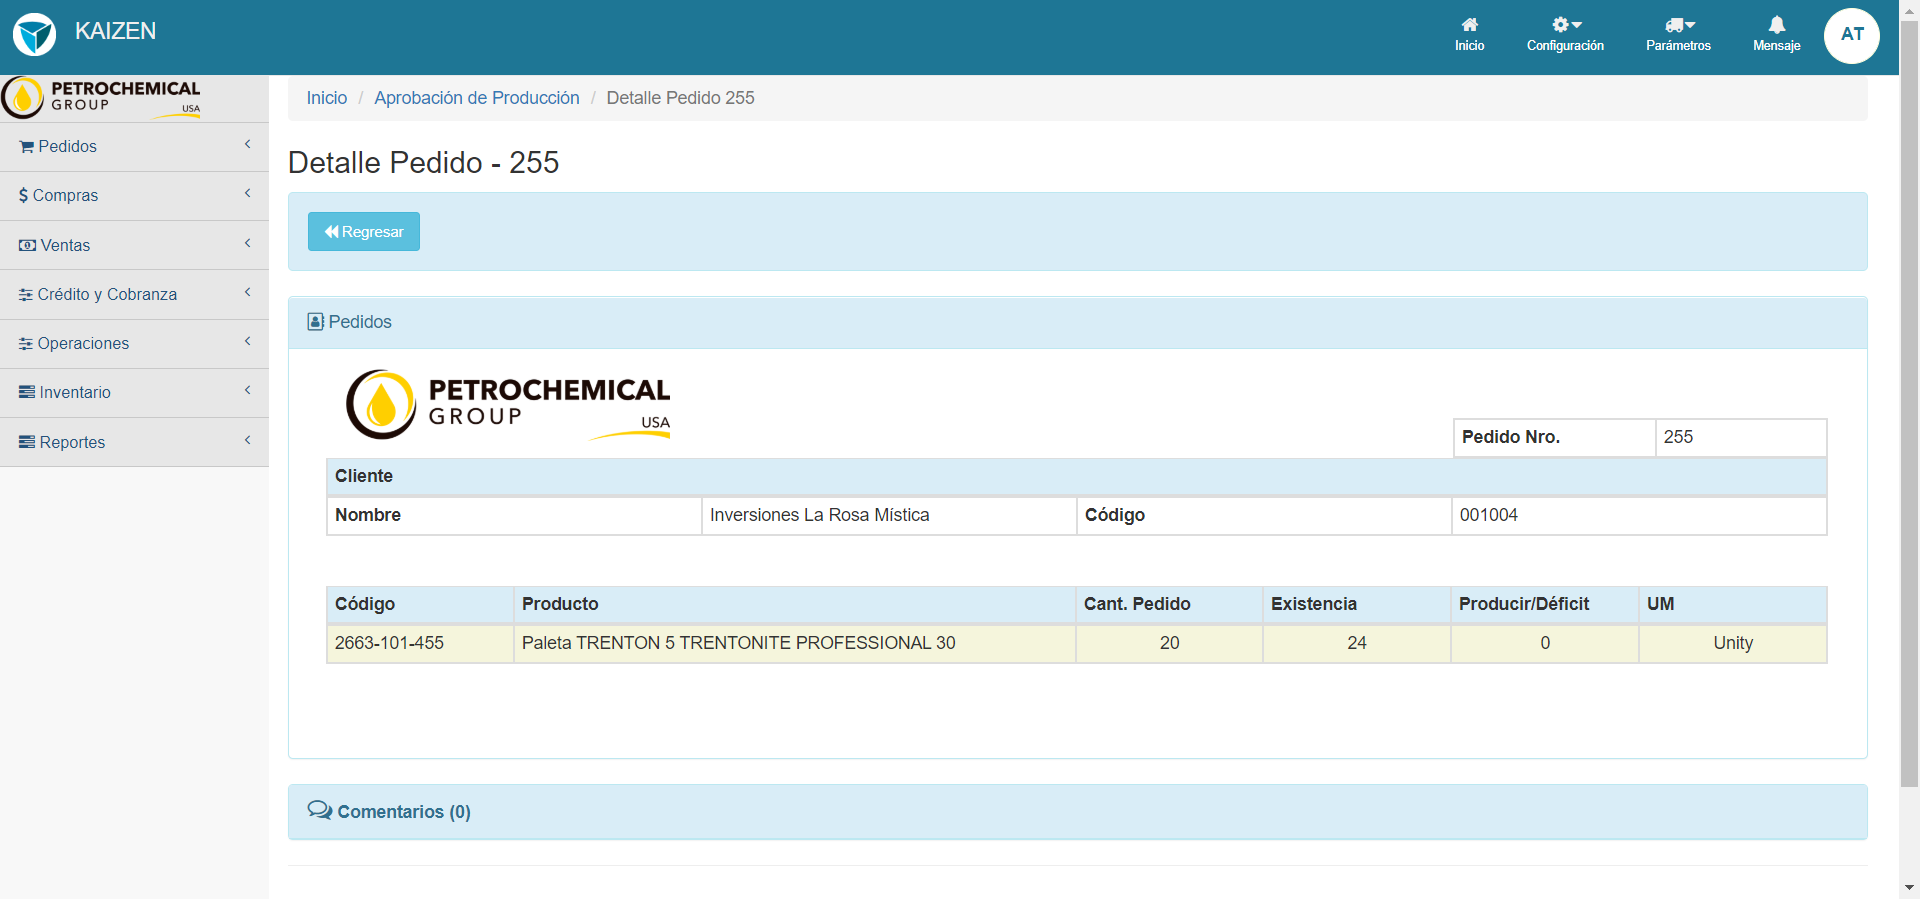 KAIZEN
Inicio
Configuración
Parámetros
Mensaje
AT
PETROCHEMICAL
GROUP
USA
Inicio / Aprobación de Producción / Detalle Pedido 255
Pedidos
$ Compras
Ventas
Crédito y Cobranza
Operaciones
Inventario
Reportes
Detalle Pedido - 255
Regresar
Pedidos
PETROCHEMICAL
GROUP
USA
Pedido Nro. 255
Cliente
Nombre Inversiones La Rosa Mística Código 001004
Código Producto Cant. Pedido Existencia Producir/Déficit UM
2663-101-455 Paleta TRENTON 5 TRENTONITE PROFESSIONAL 30 20 24 0 Unity
Comentarios (0)